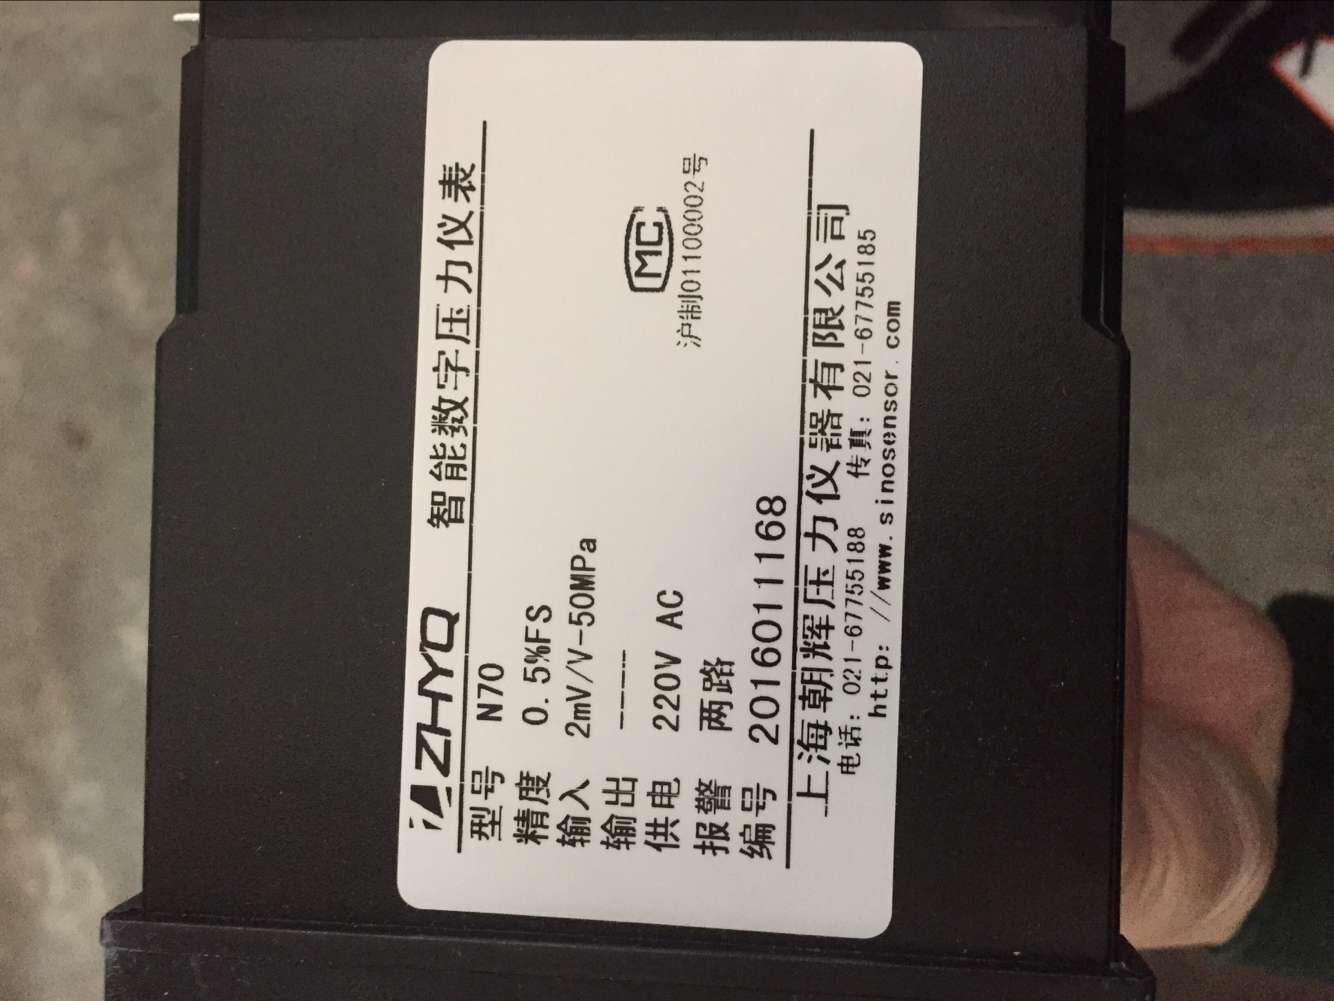 ZHYQ 智能数字压力仪表
型号 N70
精度 0.5%FS
输入 2mV/V-50MPa
输出 ----
供电 220V AC
报警 两路
编号 2016011168
MC
沪制01100002号
上海朝辉压力仪器有限公司
电话: 021-67755188 传真: 021-67755185
http://www.sinosensor.com